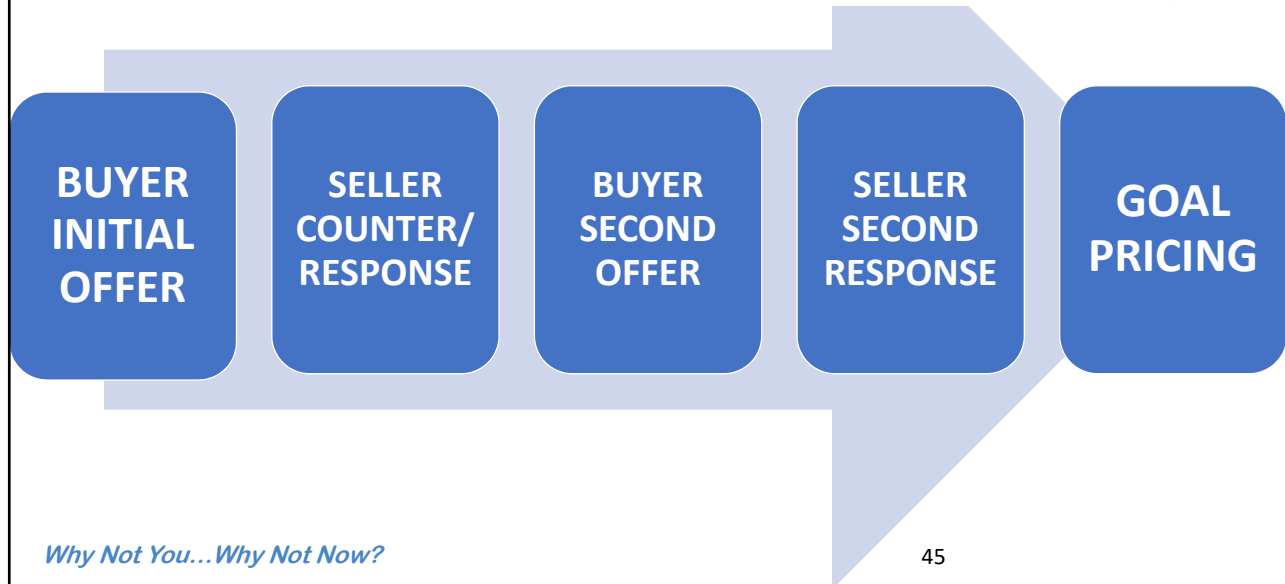 BUYER
INITIAL
OFFER
SELLER
COUNTER/
RESPONSE
BUYER
SECOND
OFFER
SELLER
SECOND
RESPONSE
GOAL
PRICING
Why Not You...Why Not Now?
45